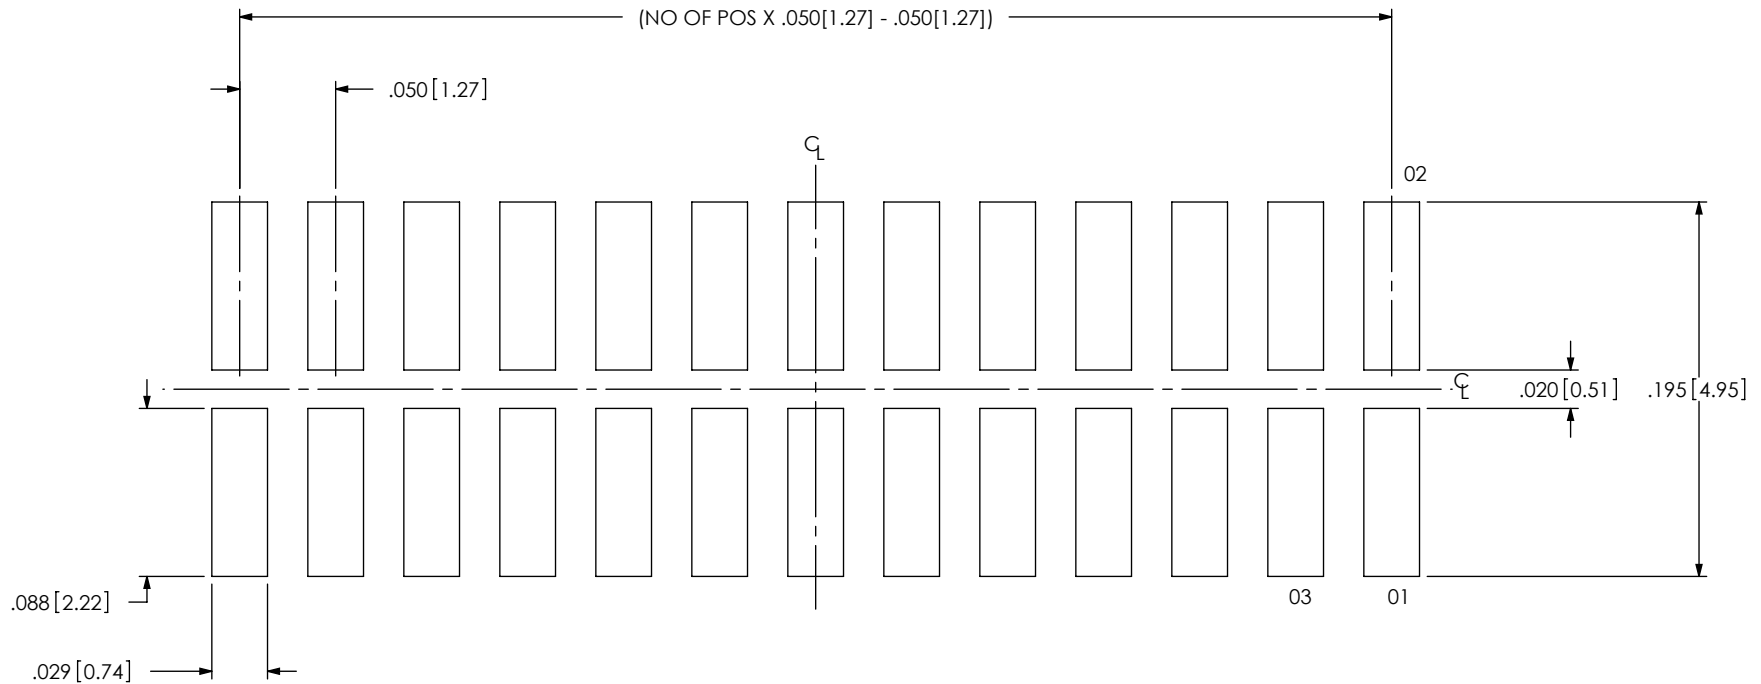 (NO OF POS X .050[1.27] - .050[1.27])
.050[1.27]
CL
02
CL
.020[0.51]
.195[4.95]
.088[2.22]
03
01
.029[0.74]